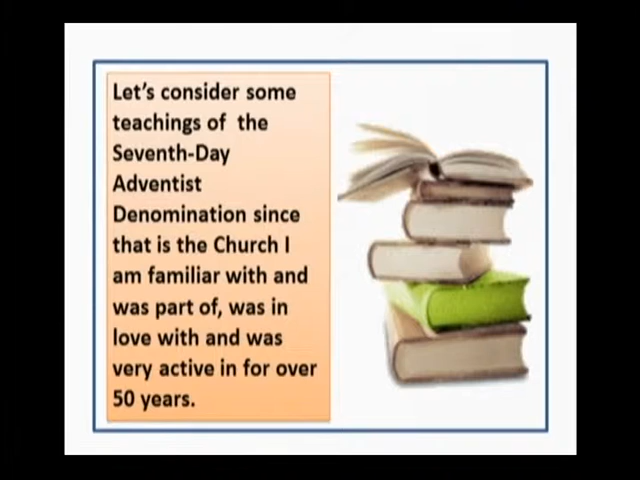 Let's consider some
teachings of the
Seventh-Day
Adventist
Denomination since
that is the Church I
am familiar with and
was part of, was in
love with and was
very active in for over
50 years.